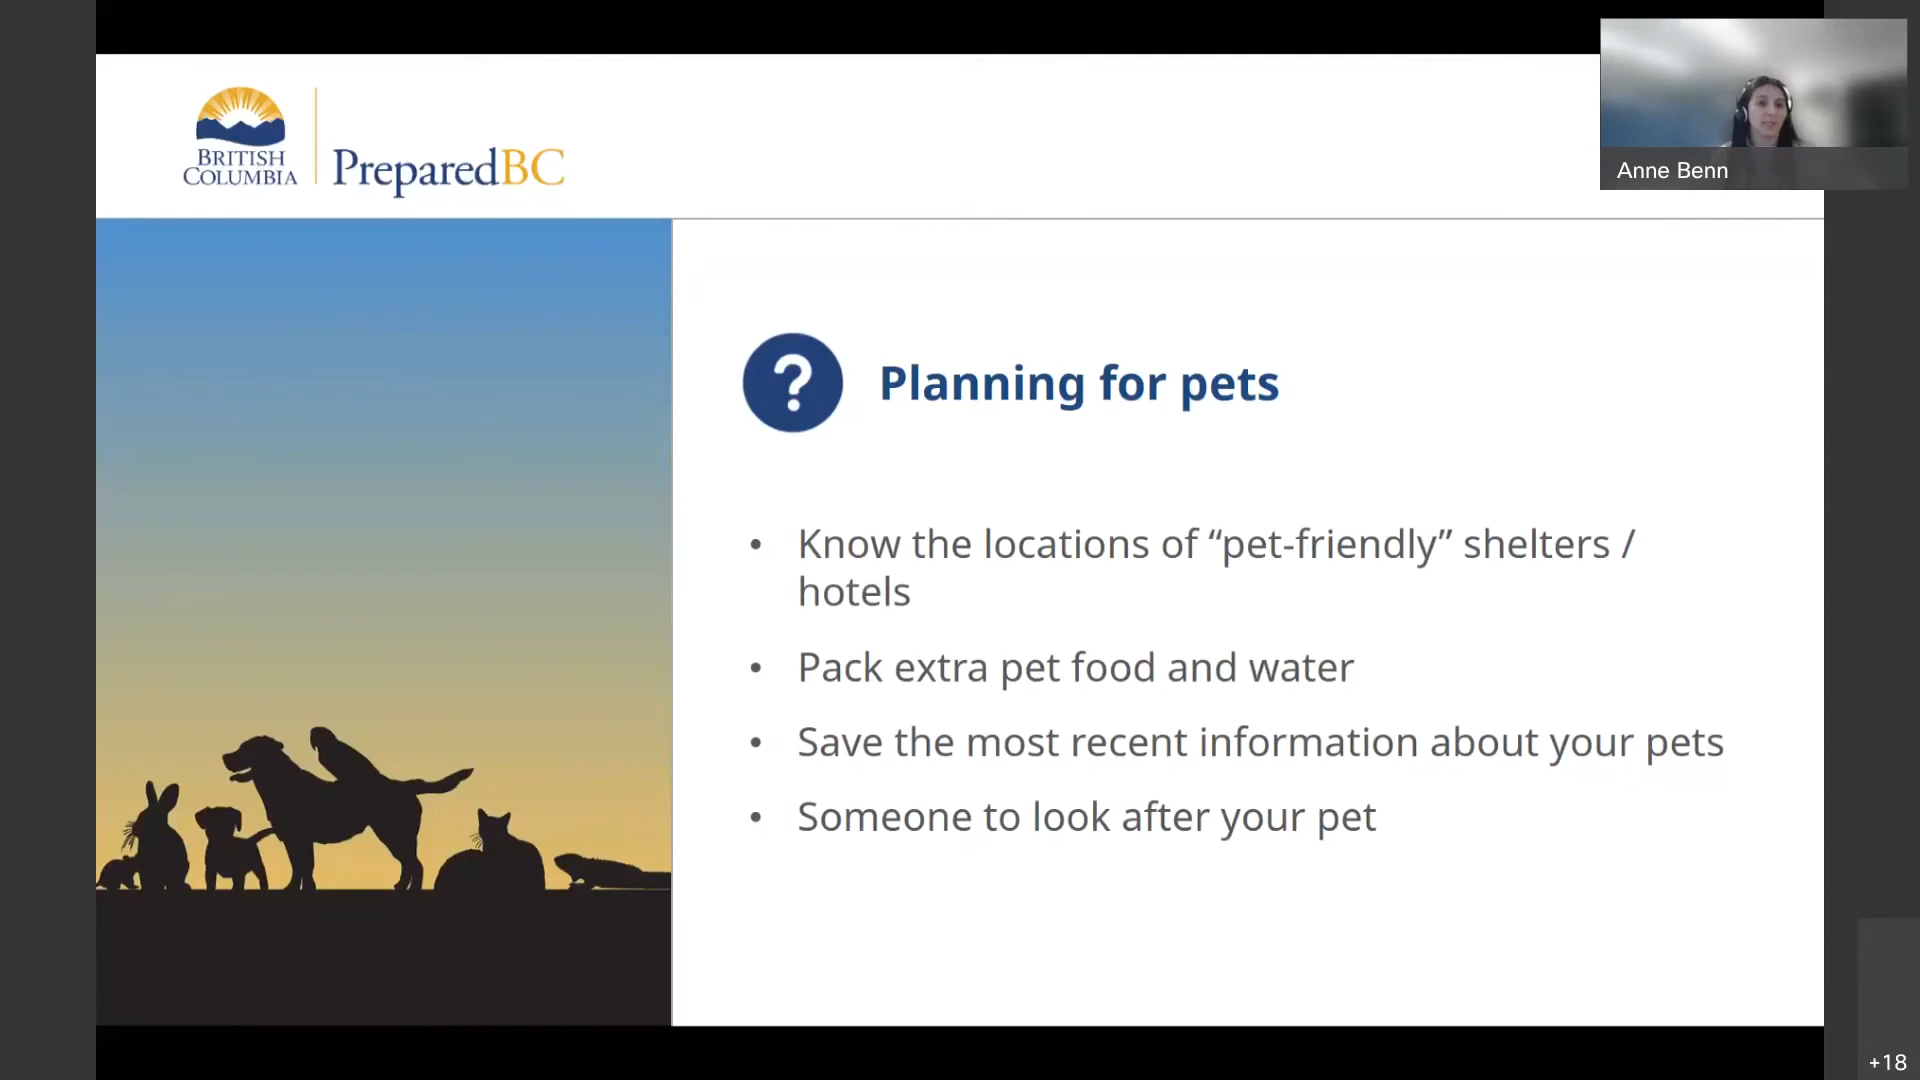 BRITISH
COLUMBIA
PreparedBC
Anne Benn
?
Planning for pets
• Know the locations of “pet-friendly” shelters /
hotels
• Pack extra pet food and water
• Save the most recent information about your pets
• Someone to look after your pet
+18